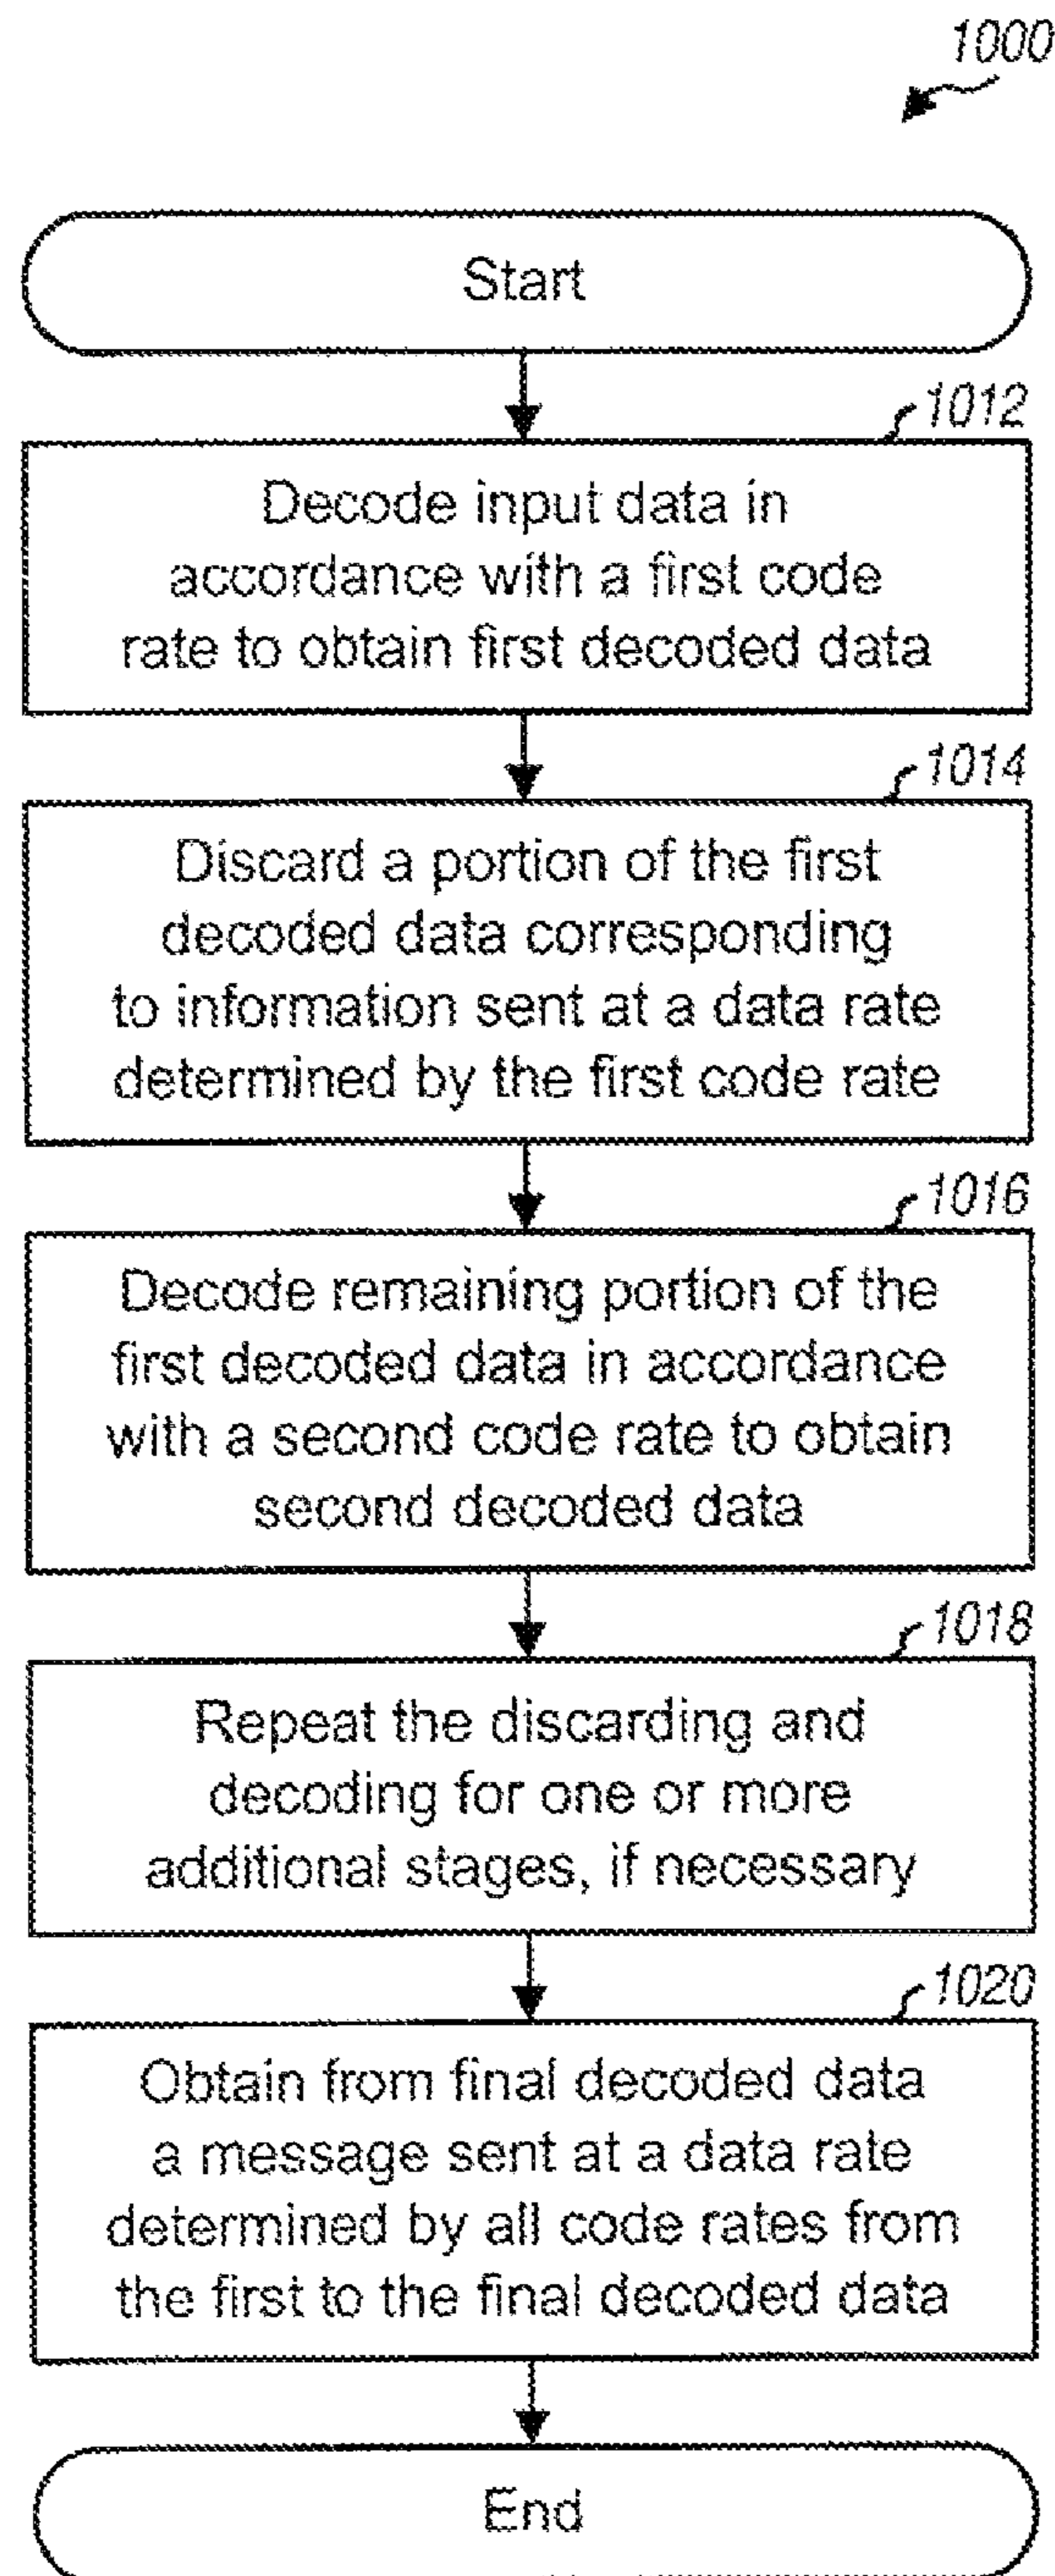 1000
Start
1012
Decode input data in
accordance with a first code
rate to obtain first decoded data
1014
Discard a portion of the first
decoded data corresponding
to information sent at a data rate
determined by the first code rate
1016
Decode remaining portion of the
first decoded data in accordance
with a second code rate to obtain
second decoded data
1018
Repeat the discarding and
decoding for one or more
additional stages, if necessary
1020
Obtain from final decoded data
a message sent at a data rate
determined by all code rates from
the first to the final decoded data
End